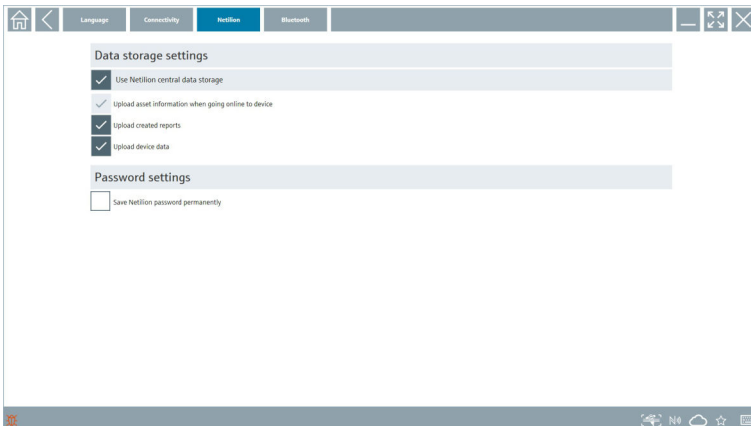 Language
Connectivity
Netilion
Bluetooth
Data storage settings
Use Netilion central data storage
Upload asset information when going online to device
Upload created reports
Upload device data
Password settings
Save Netilion password permanently